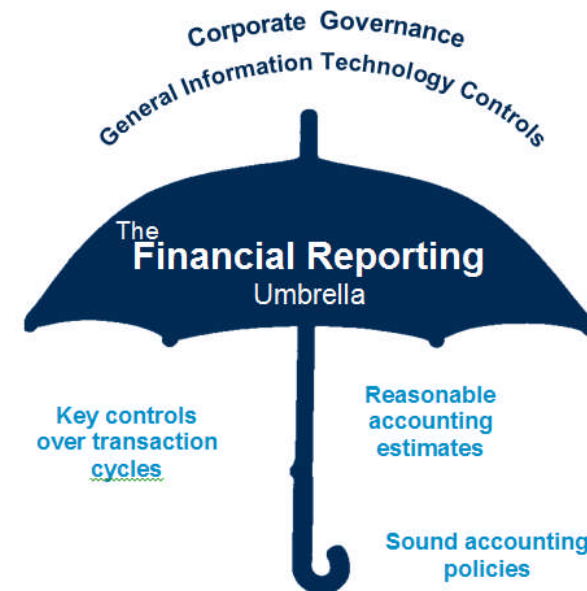 Corporate Governance
General Information Technology Controls
The
Financial Reporting
Umbrella
Key controls
over transaction
cycles
Reasonable
accounting
estimates
Sound accounting
policies